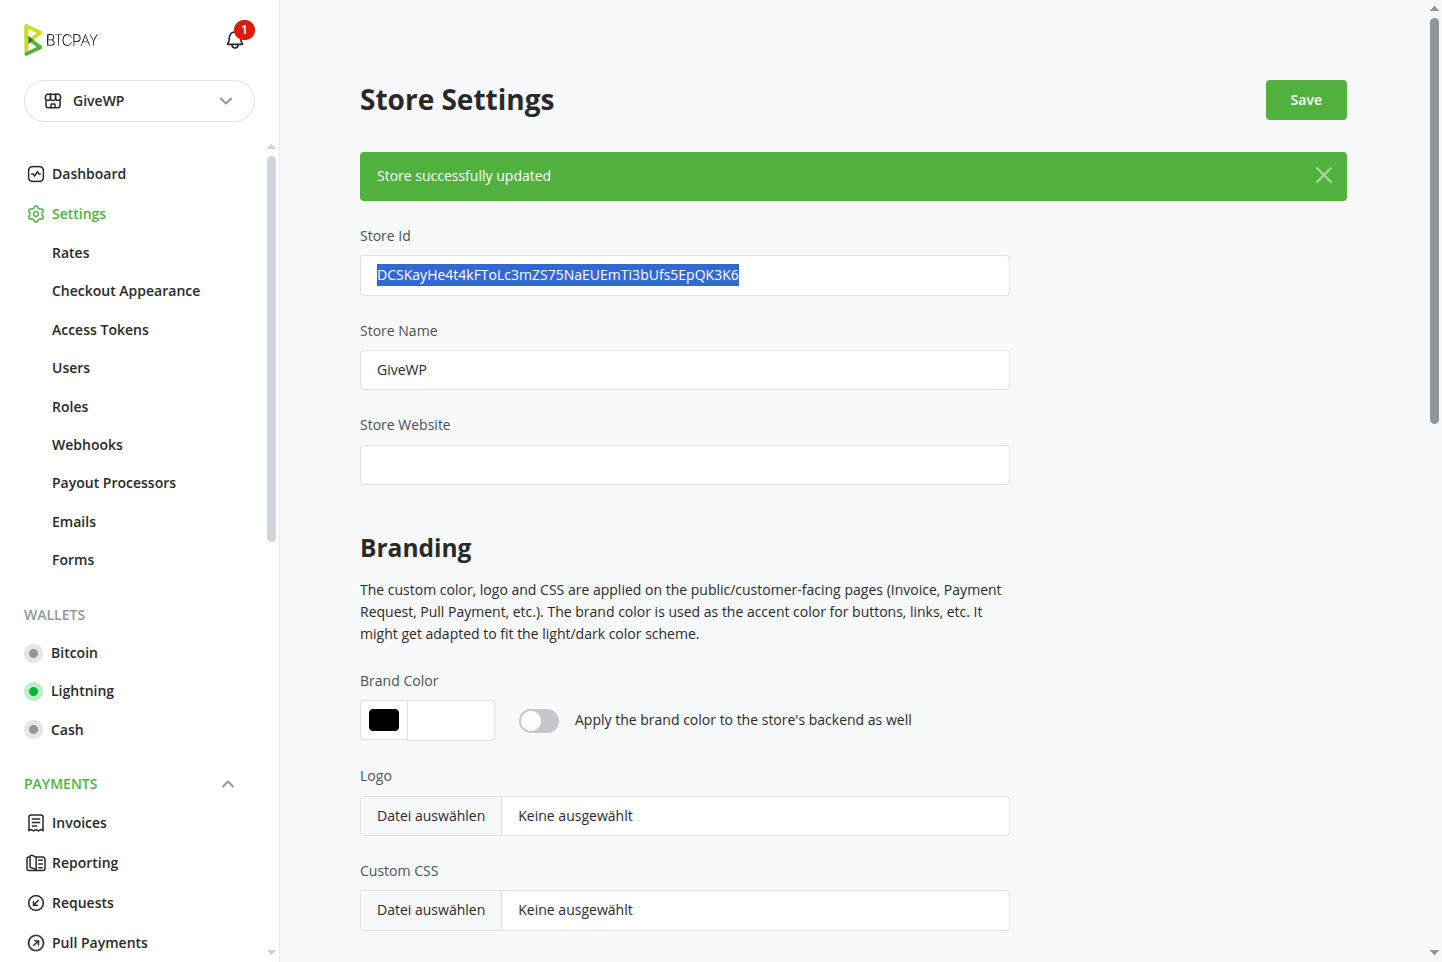 BTCPAY
1
GiveWP
Dashboard
Settings
Rates
Checkout Appearance
Access Tokens
Users
Roles
Webhooks
Payout Processors
Emails
Forms
WALLETS
Bitcoin
Lightning
Cash
PAYMENTS
Invoices
Reporting
Requests
Pull Payments
Store Settings
Save
Store successfully updated
Store Id
DCSKayHe4t4kFToLc3mZS75NaEUEmTI3bUfs5EpQK3K6
Store Name
GiveWP
Store Website
Branding
The custom color, logo and CSS are applied on the public/customer-facing pages (Invoice, Payment
Request, Pull Payment, etc.). The brand color is used as the accent color for buttons, links, etc. It
might get adapted to fit the light/dark color scheme.
Brand Color
Apply the brand color to the store's backend as well
Logo
Datei auswählen Keine ausgewählt
Custom CSS
Datei auswählen Keine ausgewählt